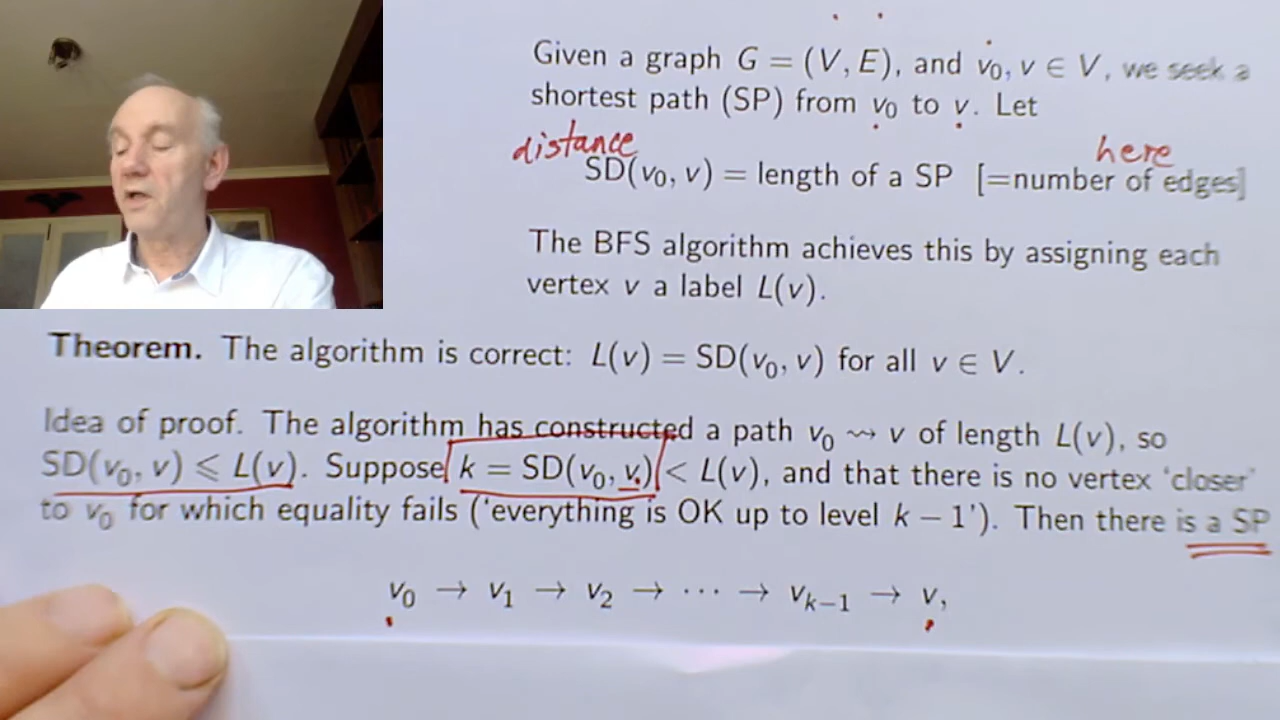 Given a graph G = (V, E), and v₀, v ∈ V, we seek a
shortest path (SP) from v₀ to v. Let
distance here
SD(v₀, v) = length of a SP [=number of edges]
The BFS algorithm achieves this by assigning each
vertex v a label L(v).
Theorem. The algorithm is correct: L(v) = SD(v₀, v) for all v ∈ V.
Idea of proof. The algorithm has constructed a path v₀ ⇝ v of length L(v), so
SD(v₀, v) ⩽ L(v). Suppose k = SD(v₀, v) < L(v), and that there is no vertex ‘closer’
to v₀ for which equality fails (‘everything is OK up to level k − 1’). Then there is a SP
v₀ → v₁ → v₂ → ⋯ → vₖ₋₁ → v,